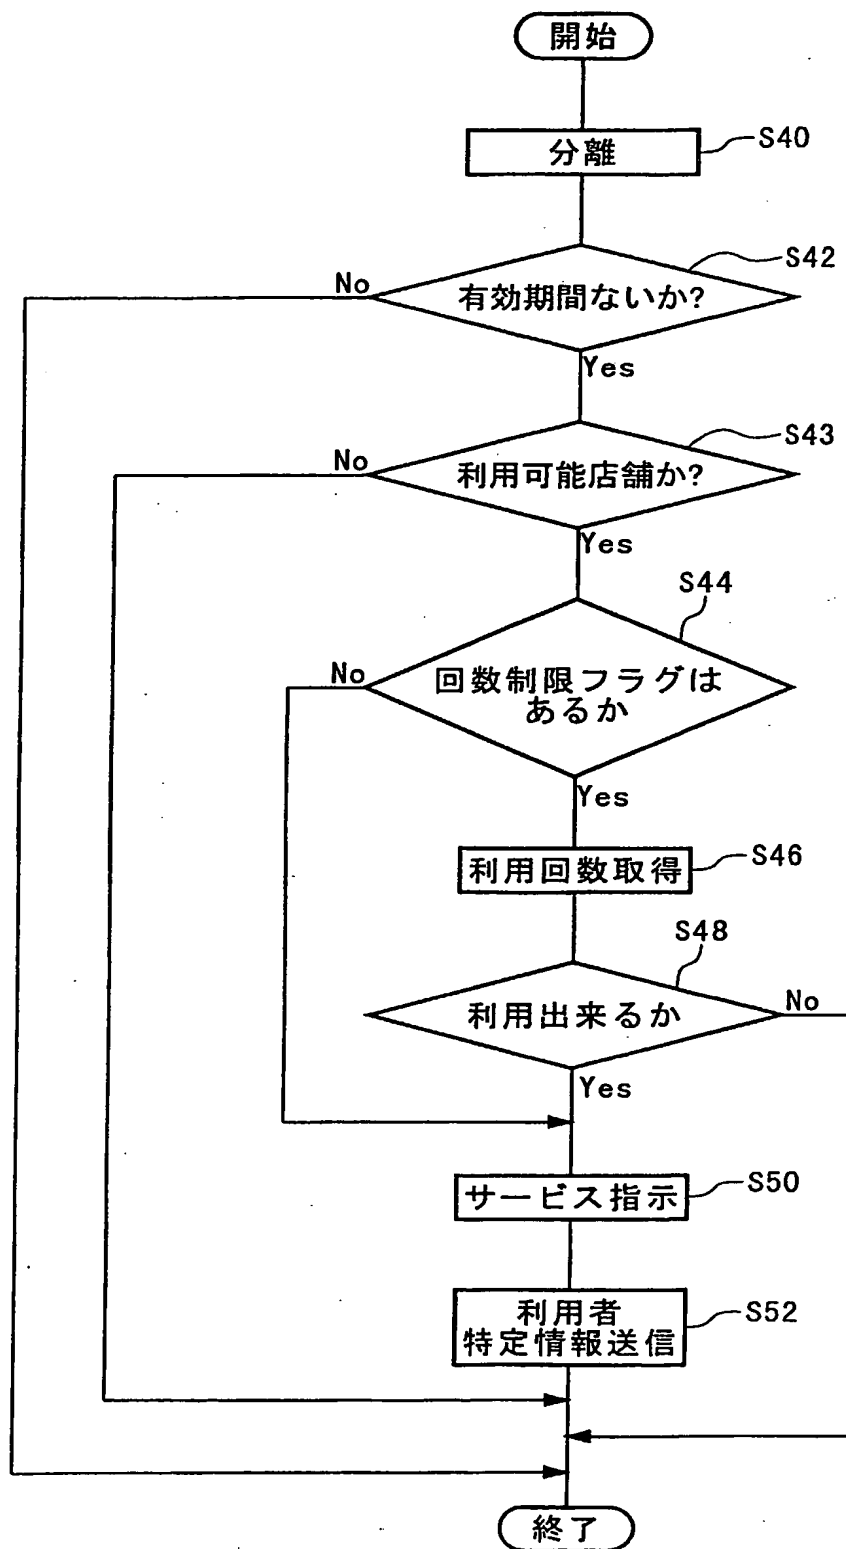 開始
分離
S40
有効期間ないか?
S42
No
Yes
利用可能店舗か?
S43
No
Yes
S44
回数制限フラグは
あるか
No
Yes
利用回数取得
S46
S48
利用出来るか
No
Yes
サービス指示
S50
利用者
特定情報送信
S52
終了